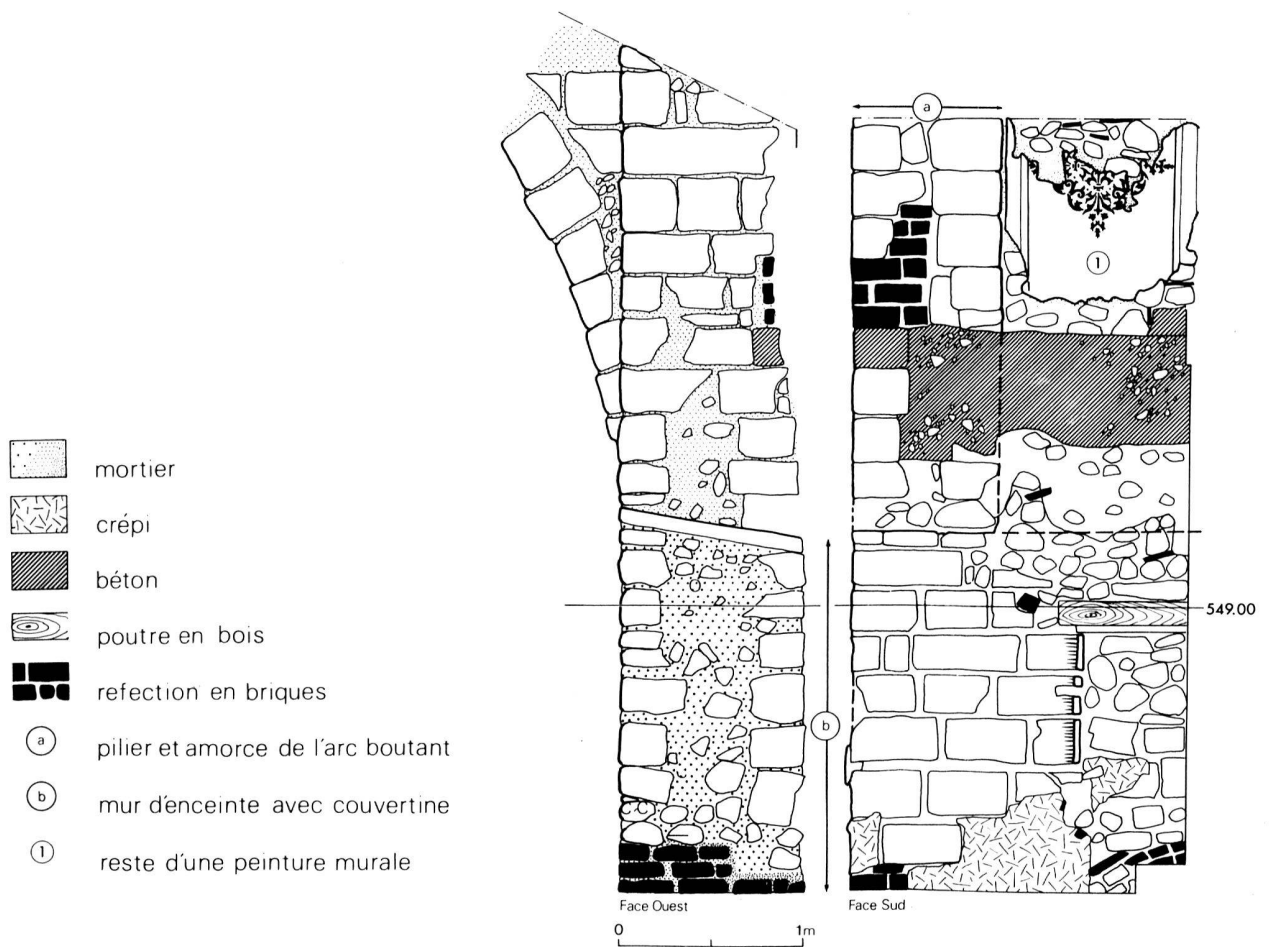 mortier
crépi
béton
poutre en bois
refection en briques
a pilier et amorce de l'arc boutant
b mur d'enceinte avec couvertine
1 reste d'une peinture murale
a
1
b
549.00
Face Ouest
Face Sud
0 1m